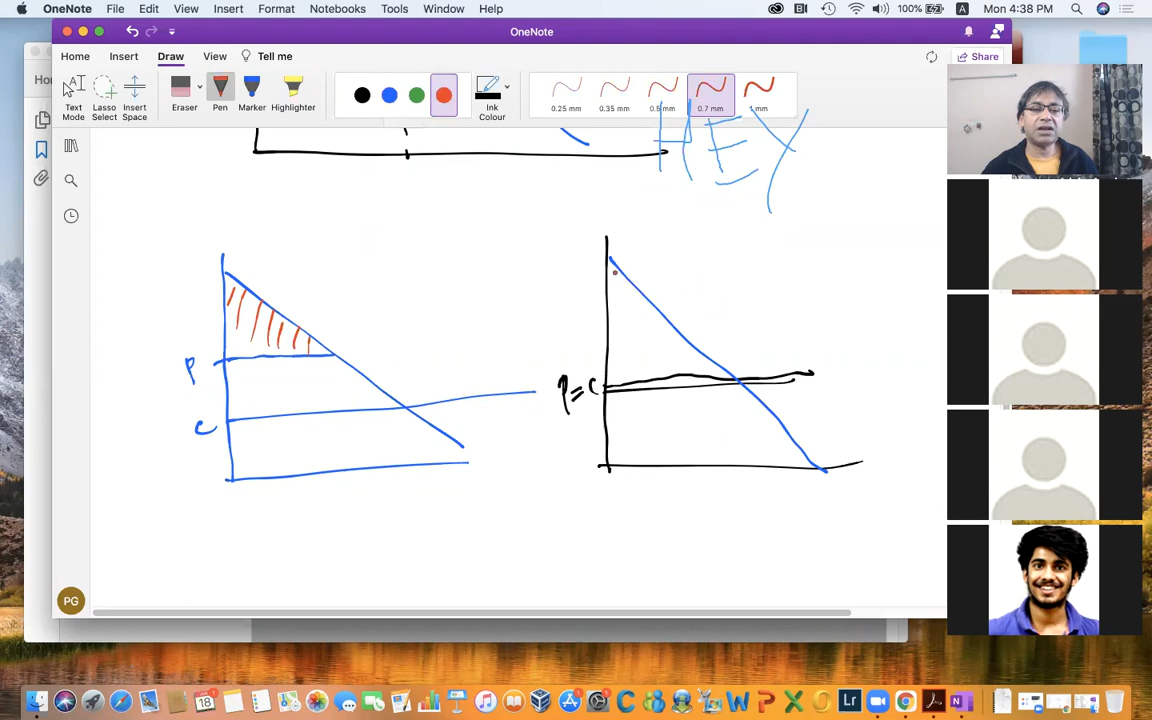 OneNote File Edit View Insert Format Notebooks Tools Window Help 100% A Mon 4:38 PM
OneNote
Home Insert Draw View Tell me Share
Text Mode
Lasso Select
Insert Space
Eraser
Pen
Marker
Highlighter
Ink Colour
0.25 mm
0.35 mm
0.5 mm
0.7 mm
mm
HEY
P
C
P = C
PG